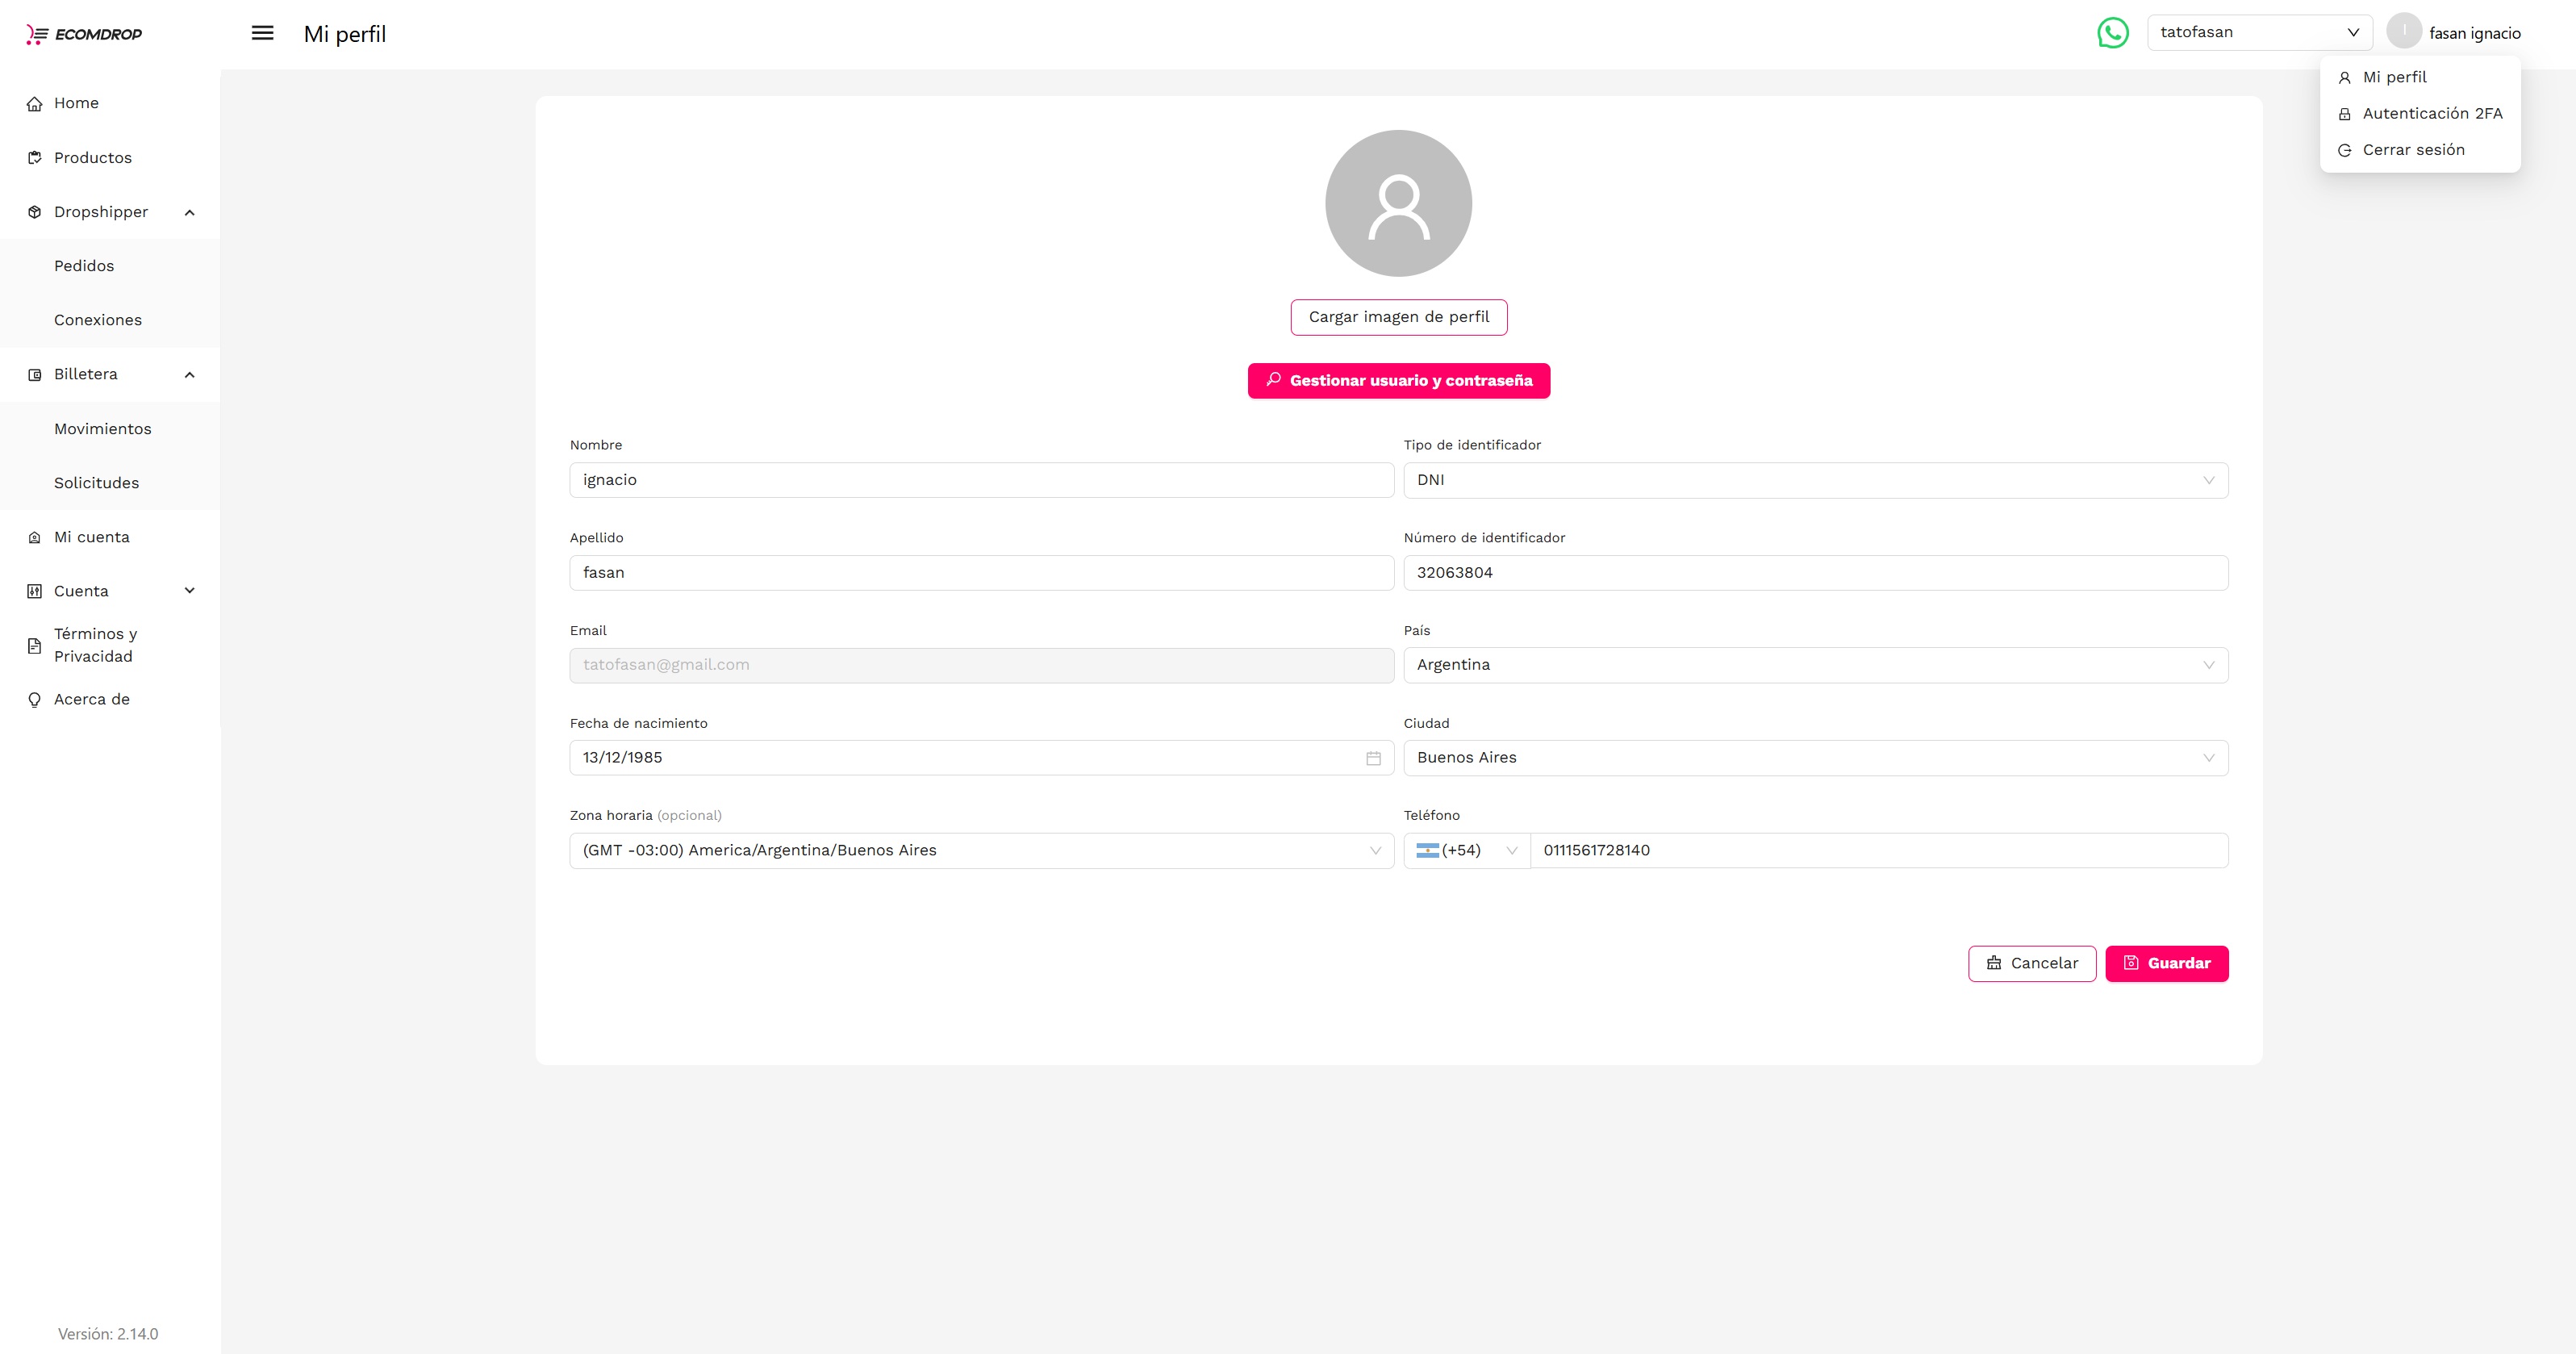 ECOMDROP
Mi perfil
tatofasan
I
fasan ignacio
Mi perfil
Autenticación 2FA
Cerrar sesión
Home
Productos
Dropshipper
Pedidos
Conexiones
Billetera
Movimientos
Solicitudes
Mi cuenta
Cuenta
Términos y
Privacidad
Acerca de
Versión: 2.14.0
Cargar imagen de perfil
Gestionar usuario y contraseña
Nombre
ignacio
Tipo de identificador
DNI
Apellido
fasan
Número de identificador
32063804
Email
tatofasan@gmail.com
País
Argentina
Fecha de nacimiento
13/12/1985
Ciudad
Buenos Aires
Zona horaria (opcional)
(GMT -03:00) America/Argentina/Buenos Aires
Teléfono
(+54)
0111561728140
Cancelar
Guardar